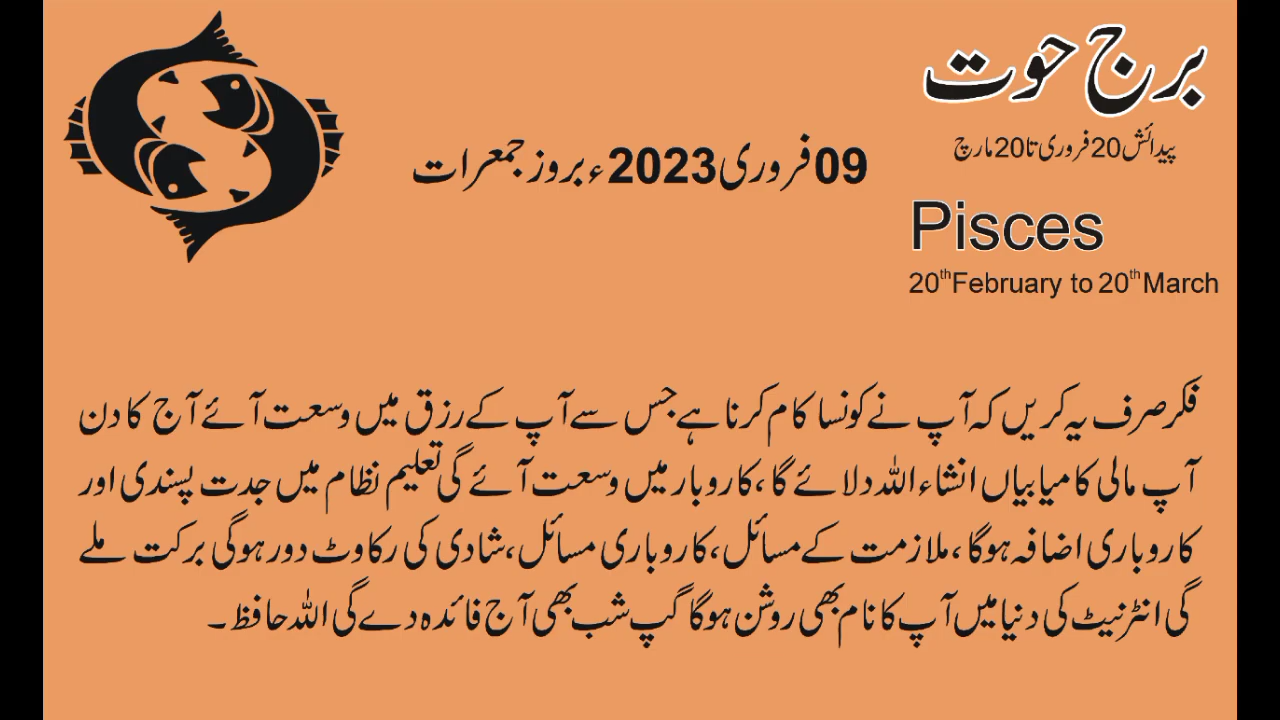 برج حوت
پیدائش 20 فروری تا 20 مارچ
09 فروری 2023ء بروز جمعرات
Pisces
20th February to 20th March
فکر صرف یہ کریں کہ آپ نے کونسا کام کرنا ہے جس سے آپ کے رزق میں وسعت آئے آج کا دن
آپ مالی کامیابیاں انشاء اللہ دلائے گا، کاروبار میں وسعت آئے گی تعلیم نظام میں جدت پسندی اور
کاروباری اضافہ ہوگا، ملازمت کے مسائل، کاروباری مسائل، شادی کی رکاوٹ دور ہوگی برکت ملے
گی انٹرنیٹ کی دنیا میں آپ کا نام بھی روشن ہوگا گپ شب بھی آج فائدہ دے گی اللہ حافظ۔